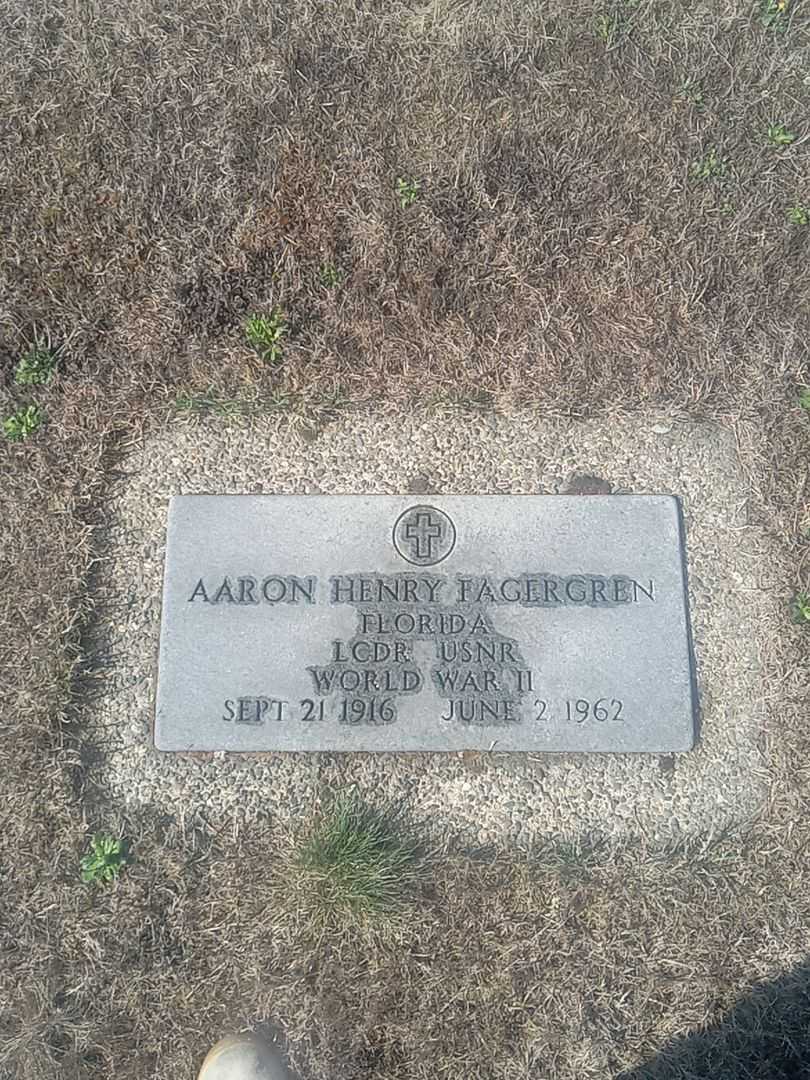 AARON HENRY FAGERGREN
FLORIDA
LCDR USNR
WORLD WAR II
SEPT 21 1916 JUNE 2 1962